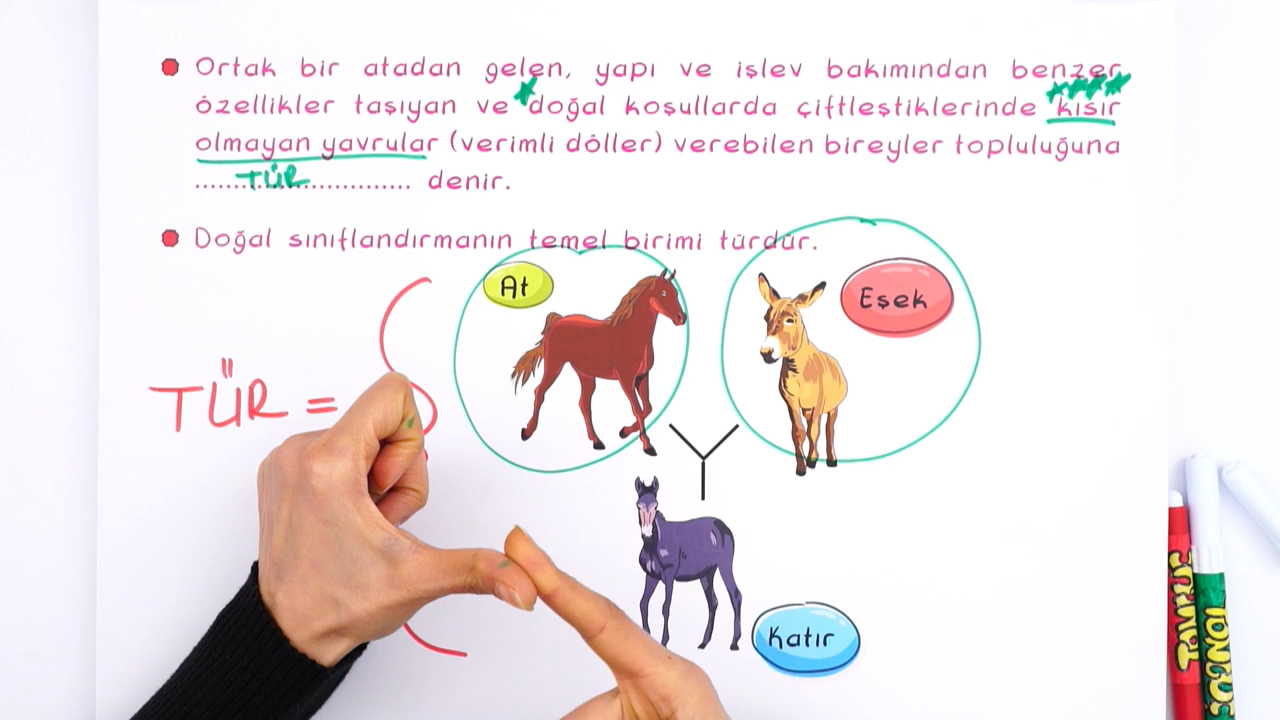 Ortak bir atadan gelen, yapı ve işlev bakımından benzer
özellikler taşıyan ve doğal koşullarda çiftleştiklerinde kısır
olmayan yavrular (verimli döller) verebilen bireyler topluluğuna
.......TÜR............. denir.
Doğal sınıflandırmanın temel birimi türdür.
At
Eşek
TÜR =
Katır